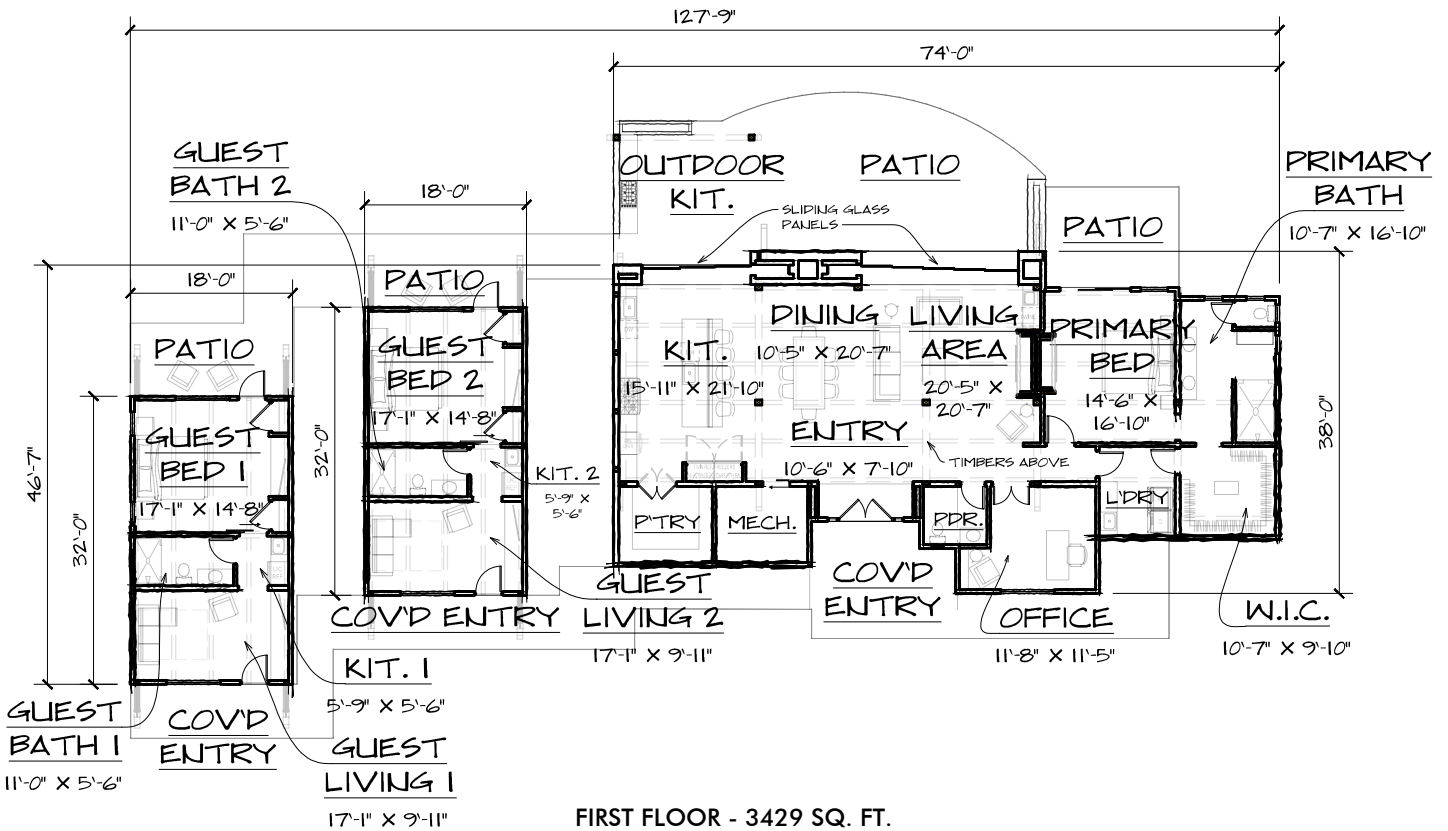 127'-9"
74'-0"
GUEST
BATH 2
11'-0" X 5'-6"
18'-0"
OUTDOOR
KIT.
PATIO
SLIDING GLASS
PANELS
PATIO
PRIMARY
BATH
10'-7" X 16'-10"
18'-0"
PATIO
PATIO
GUEST
BED 2
17'-1" X 14'-8"
KIT.
15'-11" X 21'-10"
DINING
10'-5" X 20'-7"
LIVING
AREA
20'-5" X
20'-7"
PRIMARY
BED
14'-6" X
16'-10"
38'-0"
46'-7"
32'-0"
32'-0"
GUEST
BED 1
17'-1" X 14'-8"
KIT. 2
5'-9" X
5'-6"
ENTRY
10'-6" X 7'-10"
TIMBERS ABOVE
P'TRY
MECH.
PDR.
L'DRY
COV'D ENTRY
GUEST
LIVING 2
17'-1" X 9'-11"
COV'D
ENTRY
OFFICE
11'-8" X 11'-5"
W.I.C.
10'-7" X 9'-10"
KIT. 1
5'-9" X 5'-6"
GUEST
BATH 1
11'-0" X 5'-6"
COV'D
ENTRY
GUEST
LIVING 1
17'-1" X 9'-11"
FIRST FLOOR - 3429 SQ. FT.